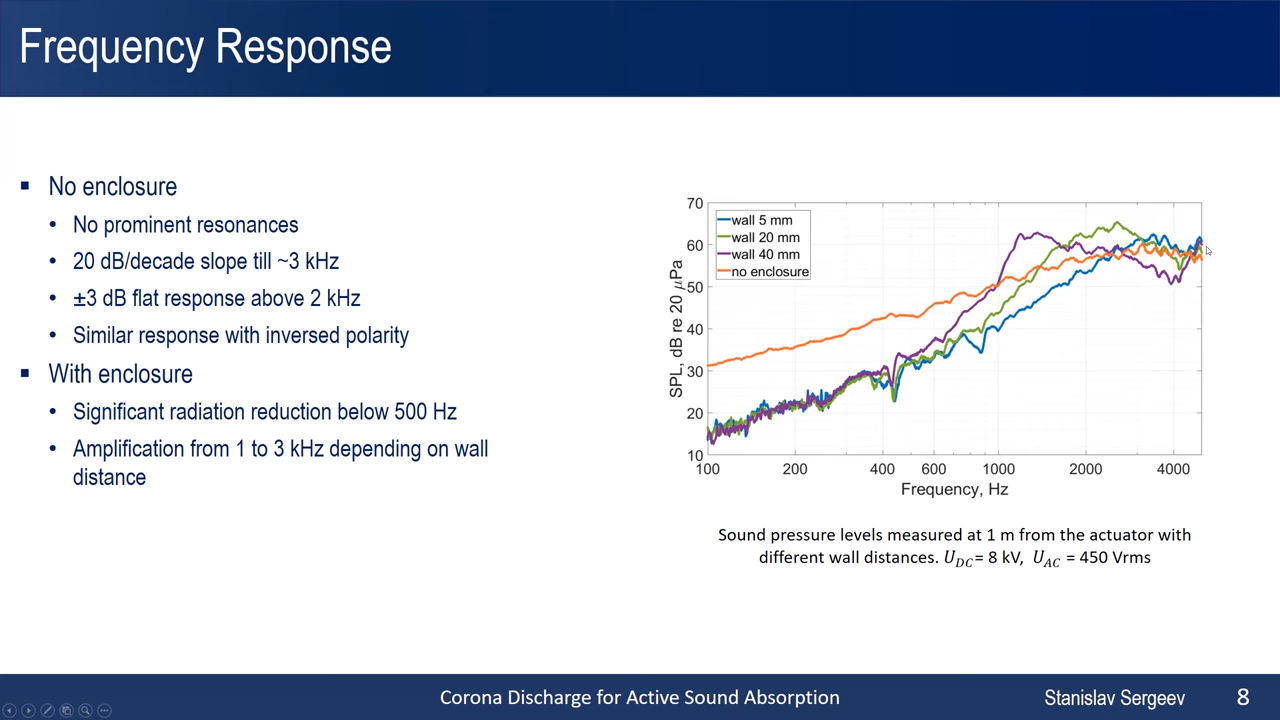 Frequency Response
▪ No enclosure
• No prominent resonances
• 20 dB/decade slope till ~3 kHz
• ±3 dB flat response above 2 kHz
• Similar response with inversed polarity
▪ With enclosure
• Significant radiation reduction below 500 Hz
• Amplification from 1 to 3 kHz depending on wall
distance
SPL, dB re 20 μPa
70
60
50
40
30
20
10
wall 5 mm
wall 20 mm
wall 40 mm
no enclosure
100 200 400 600 1000 2000 4000
Frequency, Hz
Sound pressure levels measured at 1 m from the actuator with
different wall distances. U_DC = 8 kV, U_AC = 450 Vrms
Corona Discharge for Active Sound Absorption
Stanislav Sergeev
8